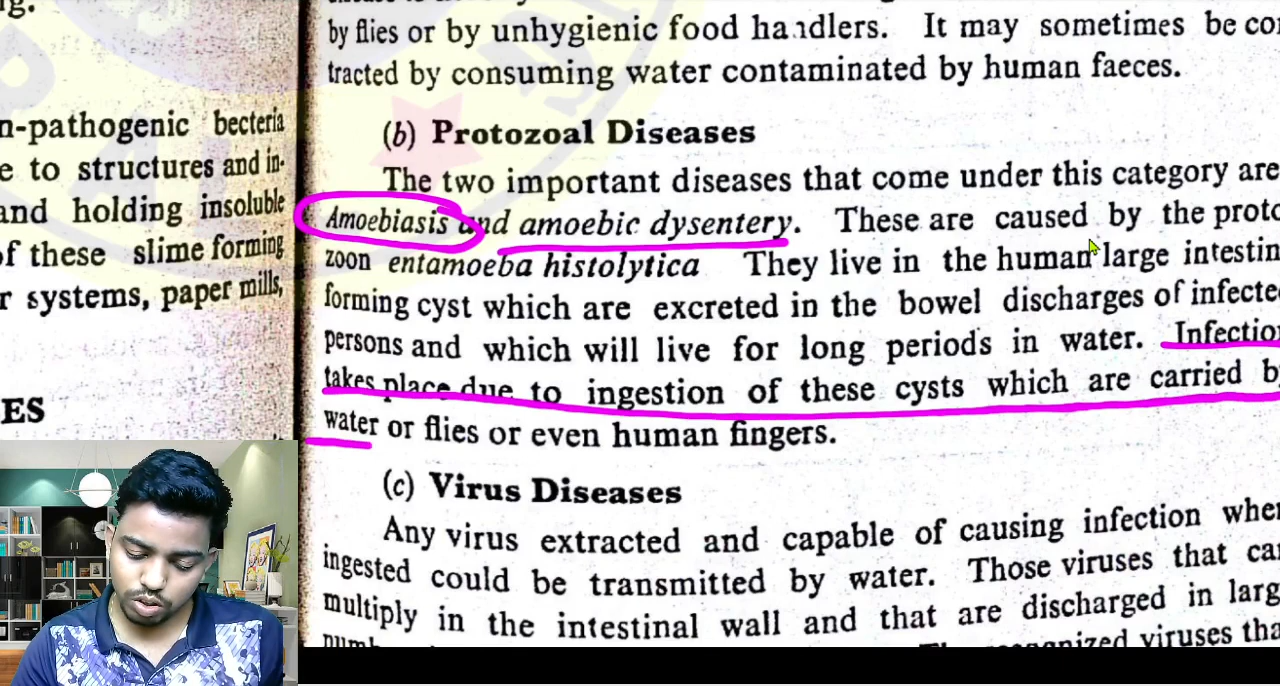 ng.
n-pathogenic becteria
e to structures and in-
and holding insoluble
of these slime forming
r systems, paper mills,
ES
by flies or by unhygienic food handlers. It may sometimes be con
tracted by consuming water contaminated by human faeces.
(b) Protozoal Diseases
The two important diseases that come under this category are
Amoebiasis and amoebic dysentery. These are caused by the proto
zoon entamoeba histolytica They live in the human large intestin
forming cyst which are excreted in the bowel discharges of infecte
persons and which will live for long periods in water. Infection
takes place due to ingestion of these cysts which are carried by
water or flies or even human fingers.
(c) Virus Diseases
Any virus extracted and capable of causing infection when
ingested could be transmitted by water. Those viruses that can
multiply in the intestinal wall and that are discharged in larg
viruses tha